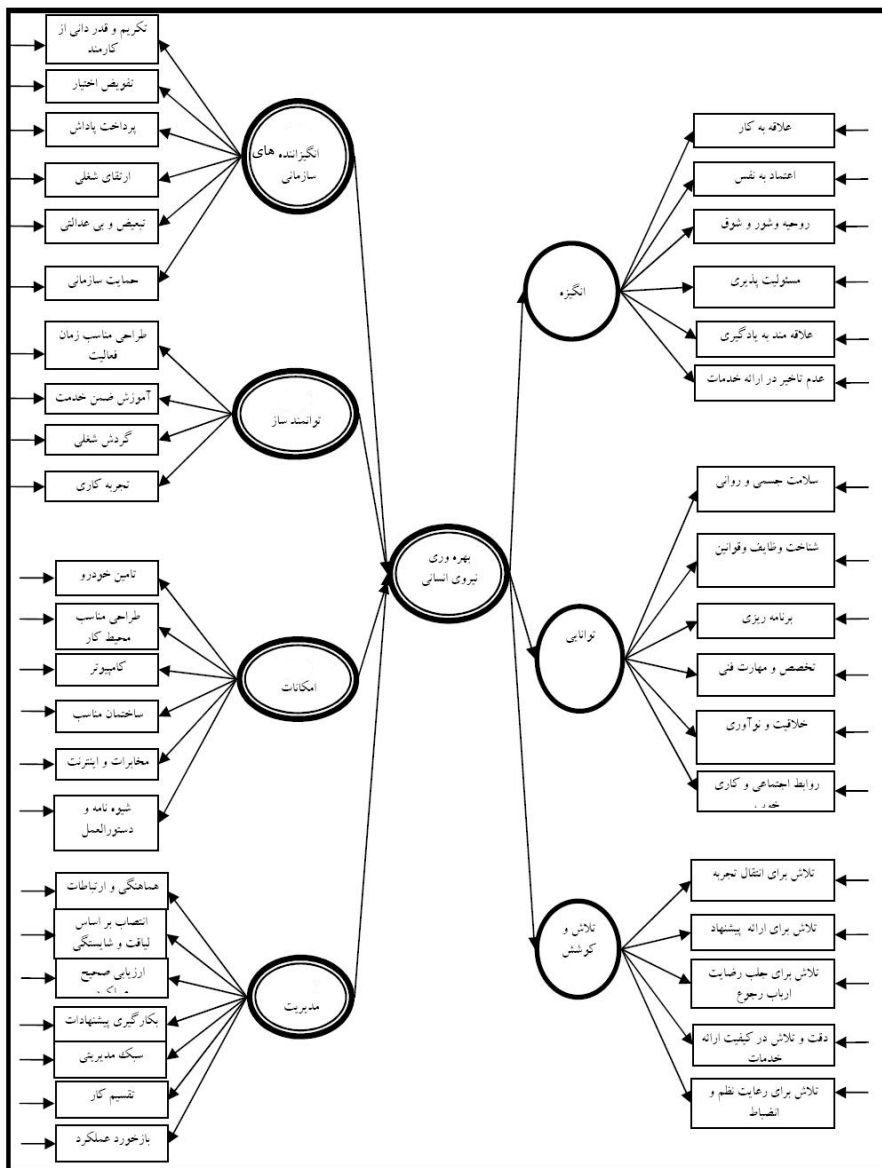 تکریم و قدر دانی از
کارمند
تفویض اختیار
پرداخت پاداش
ارتقای شغلی
تبعیض و بی عدالتی
حمایت سازمانی
انگیزاننده های
سازمانی
طراحی مناسب زمان
فعالیت
آموزش ضمن خدمت
گردش شغلی
تجربه کاری
توانمند ساز
تامین خودرو
طراحی مناسب
محیط کار
کامپیوتر
ساختمان مناسب
مخابرات و اینترنت
شیوه نامه و
دستورالعمل
امکانات
هماهنگی و ارتباطات
انتصاب بر اساس
لیاقت و شایستگی
ارزیابی صحیح
بکارگیری پیشنهادات
سبک مدیریتی
تقسیم کار
بازخورد عملکرد
مدیریت
بهره وری
نیروی انسانی
انگیزه
علاقه به کار
اعتماد به نفس
روحیه وشور و شوق
مسئولیت پذیری
علاقه مند به یادگیری
عدم تاخیر در ارائه خدمات
توانایی
سلامت جسمی و روانی
شناخت وظایف وقوانین
برنامه ریزی
تخصص و مهارت فنی
خلاقیت و نوآوری
روابط اجتماعی و کاری
خوب
تلاش و
کوشش
تلاش برای انتقال تجربه
تلاش برای ارائه پیشنهاد
تلاش برای جلب رضایت
ارباب رجوع
دقت و تلاش در کیفیت ارائه
خدمات
تلاش برای رعایت نظم و
انضباط